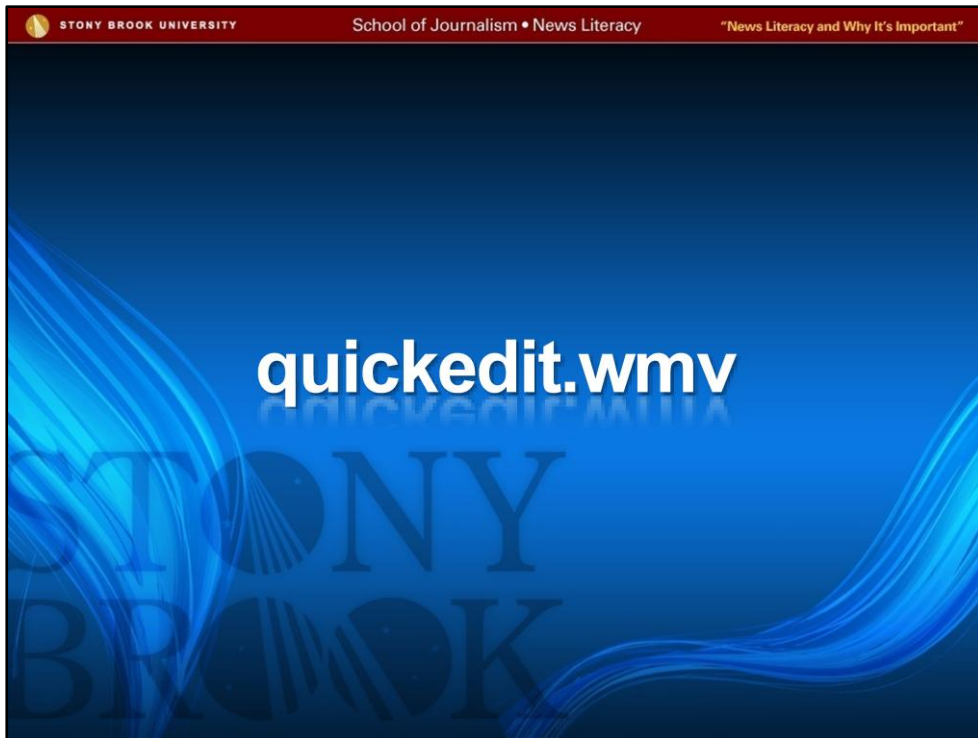 STONY BROOK UNIVERSITY
School of Journalism • News Literacy
"News Literacy and Why It's Important"
quickedit.wmv
STONY
BROOK